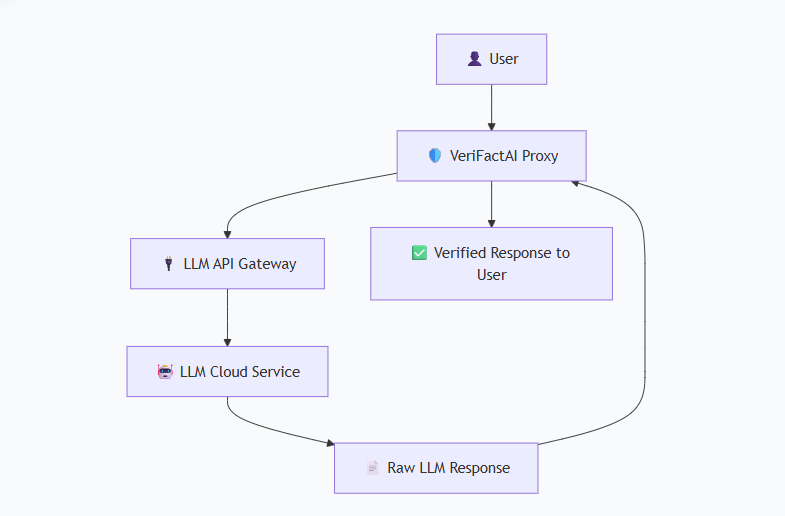 User
VeriFactAI Proxy
LLM API Gateway
Verified Response to
User
LLM Cloud Service
Raw LLM Response